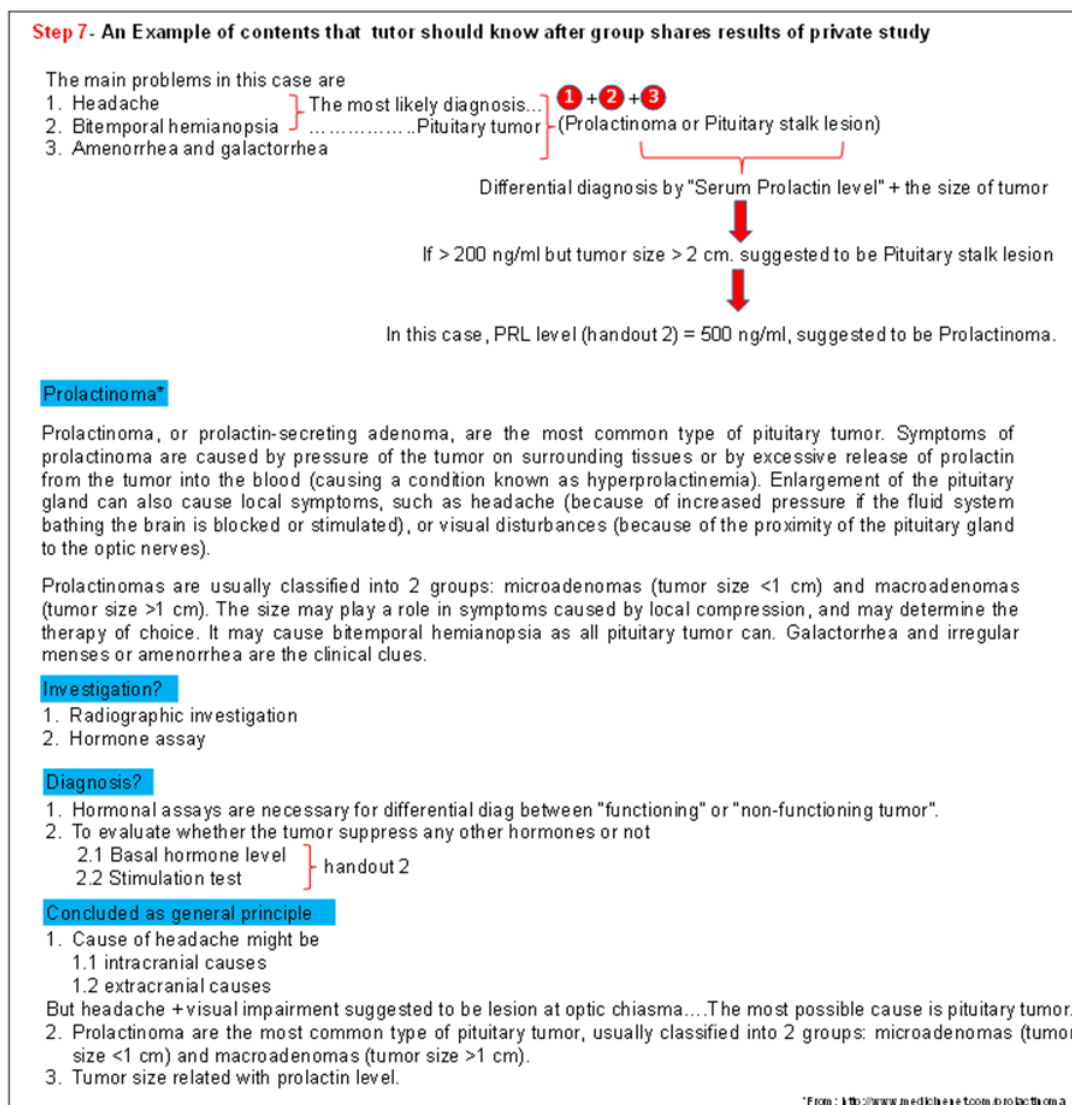 Step 7- An Example of contents that tutor should know after group shares results of private study
The main problems in this case are
1. Headache
2. Bitemporal hemianopsia
3. Amenorrhea and galactorrhea
The most likely diagnosis...
……………..Pituitary tumor
1 + 2 + 3
(Prolactinoma or Pituitary stalk lesion)
Differential diagnosis by "Serum Prolactin level" + the size of tumor
If > 200 ng/ml but tumor size > 2 cm. suggested to be Pituitary stalk lesion
In this case, PRL level (handout 2) = 500 ng/ml, suggested to be Prolactinoma.
Prolactinoma*
Prolactinoma, or prolactin-secreting adenoma, are the most common type of pituitary tumor. Symptoms of
prolactinoma are caused by pressure of the tumor on surrounding tissues or by excessive release of prolactin
from the tumor into the blood (causing a condition known as hyperprolactinemia). Enlargement of the pituitary
gland can also cause local symptoms, such as headache (because of increased pressure if the fluid system
bathing the brain is blocked or stimulated), or visual disturbances (because of the proximity of the pituitary gland
to the optic nerves).
Prolactinomas are usually classified into 2 groups: microadenomas (tumor size <1 cm) and macroadenomas
(tumor size >1 cm). The size may play a role in symptoms caused by local compression, and may determine the
therapy of choice. It may cause bitemporal hemianopsia as all pituitary tumor can. Galactorrhea and irregular
menses or amenorrhea are the clinical clues.
Investigation?
1. Radiographic investigation
2. Hormone assay
Diagnosis?
1. Hormonal assays are necessary for differential diag between "functioning" or "non-functioning tumor".
2. To evaluate whether the tumor suppress any other hormones or not
2.1 Basal hormone level
2.2 Stimulation test
handout 2
Concluded as general principle
1. Cause of headache might be
1.1 intracranial causes
1.2 extracranial causes
But headache +visual impairment suggested to be lesion at optic chiasma....The most possible cause is pituitary tumor.
2. Prolactinoma are the most common type of pituitary tumor, usually classified into 2 groups: microadenomas (tumor
size <1 cm) and macroadenomas (tumor size >1 cm).
3. Tumor size related with prolactin level.
*From: http://www.medicinenet.com/prolactinoma